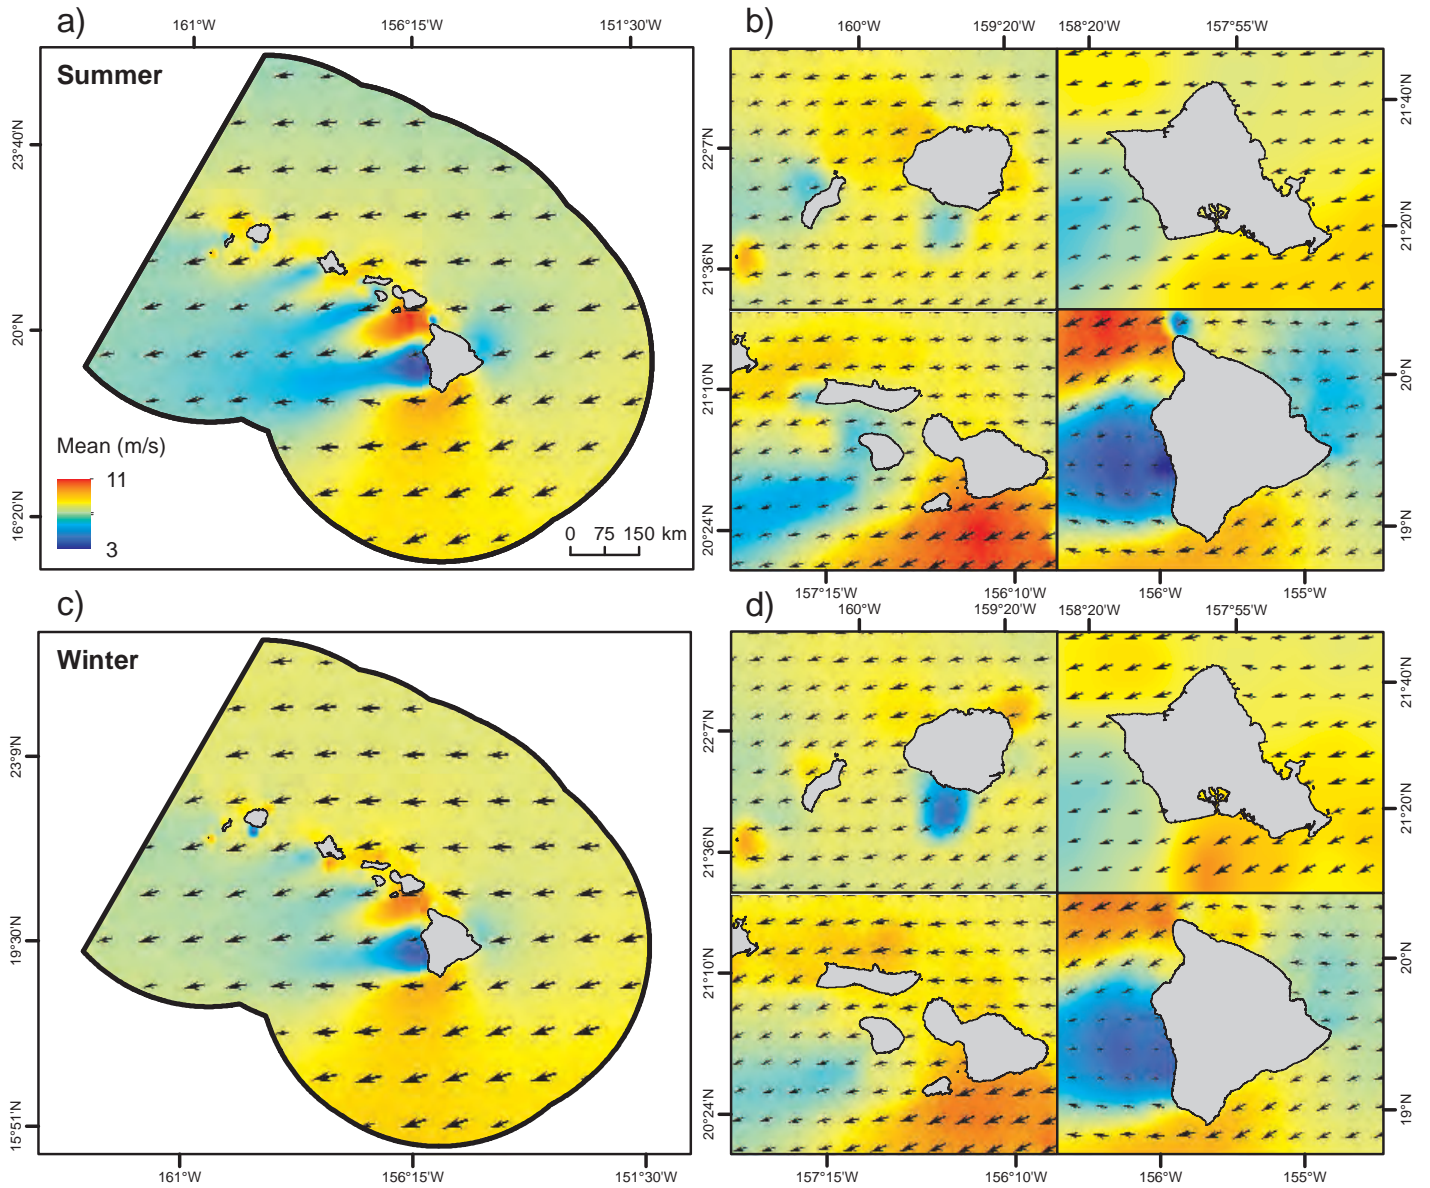 a)
161°W 156°15'W 151°30'W
Summer
23°40'N
20°N
16°20'N
Mean (m/s)
11
3
0 75 150 km
b)
160°W 159°20'W 158°20'W 157°55'W
22°7'N
21°36'N
21°40'N
21°20'N
21°10'N
20°24'N
20°N
19°N
157°15'W 156°10'W 156°W 155°W
c)
Winter
23°9'N
19°30'N
15°51'N
161°W 156°15'W 151°30'W
d)
160°W 159°20'W 158°20'W 157°55'W
22°7'N
21°36'N
21°40'N
21°20'N
21°10'N
20°24'N
20°N
19°N
157°15'W 156°10'W 156°W 155°W